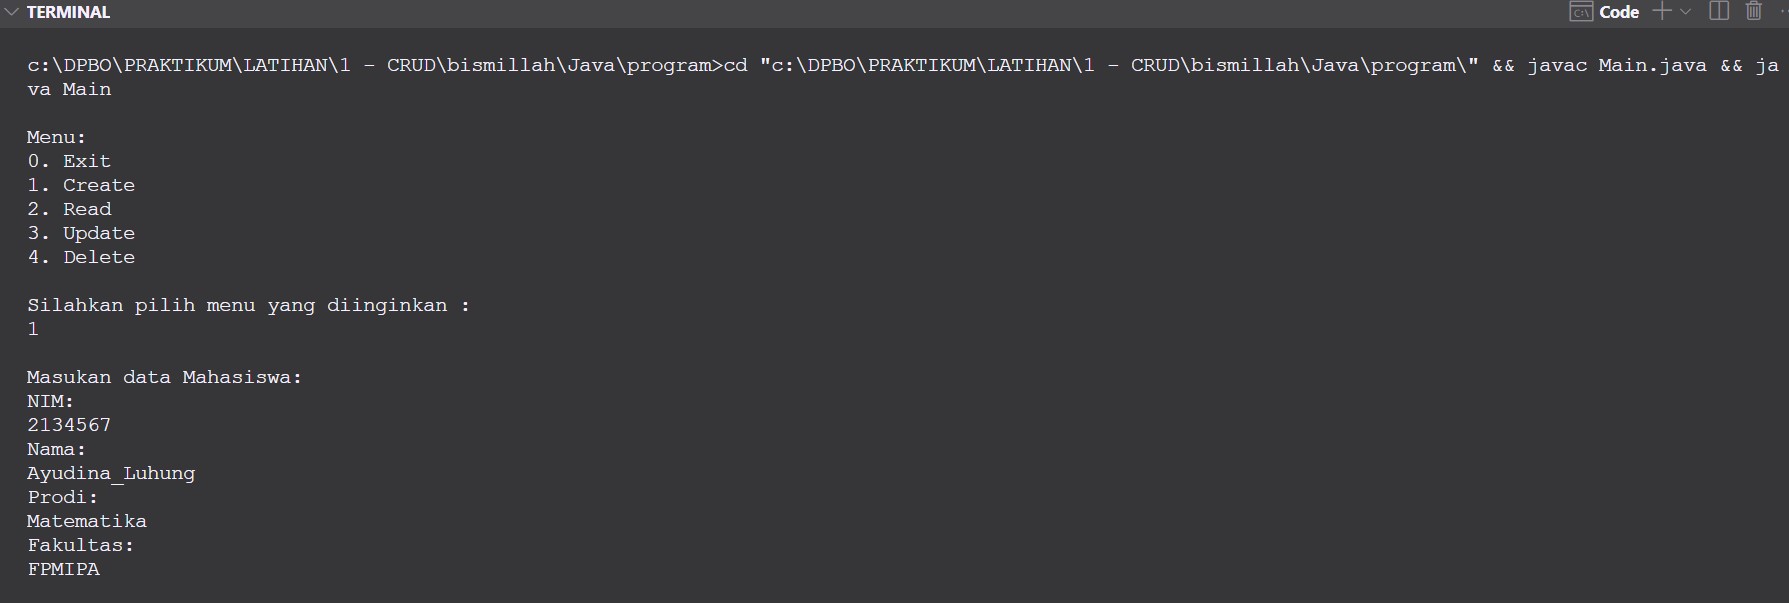 TERMINAL
Code
c:\DPBO\PRAKTIKUM\LATIHAN\1 - CRUD\bismillah\Java\program>cd "c:\DPBO\PRAKTIKUM\LATIHAN\1 - CRUD\bismillah\Java\program\" && javac Main.java && ja
va Main
Menu:
0. Exit
1. Create
2. Read
3. Update
4. Delete
Silahkan pilih menu yang diinginkan :
1
Masukan data Mahasiswa:
NIM:
2134567
Nama:
Ayudina_Luhung
Prodi:
Matematika
Fakultas:
FPMIPA